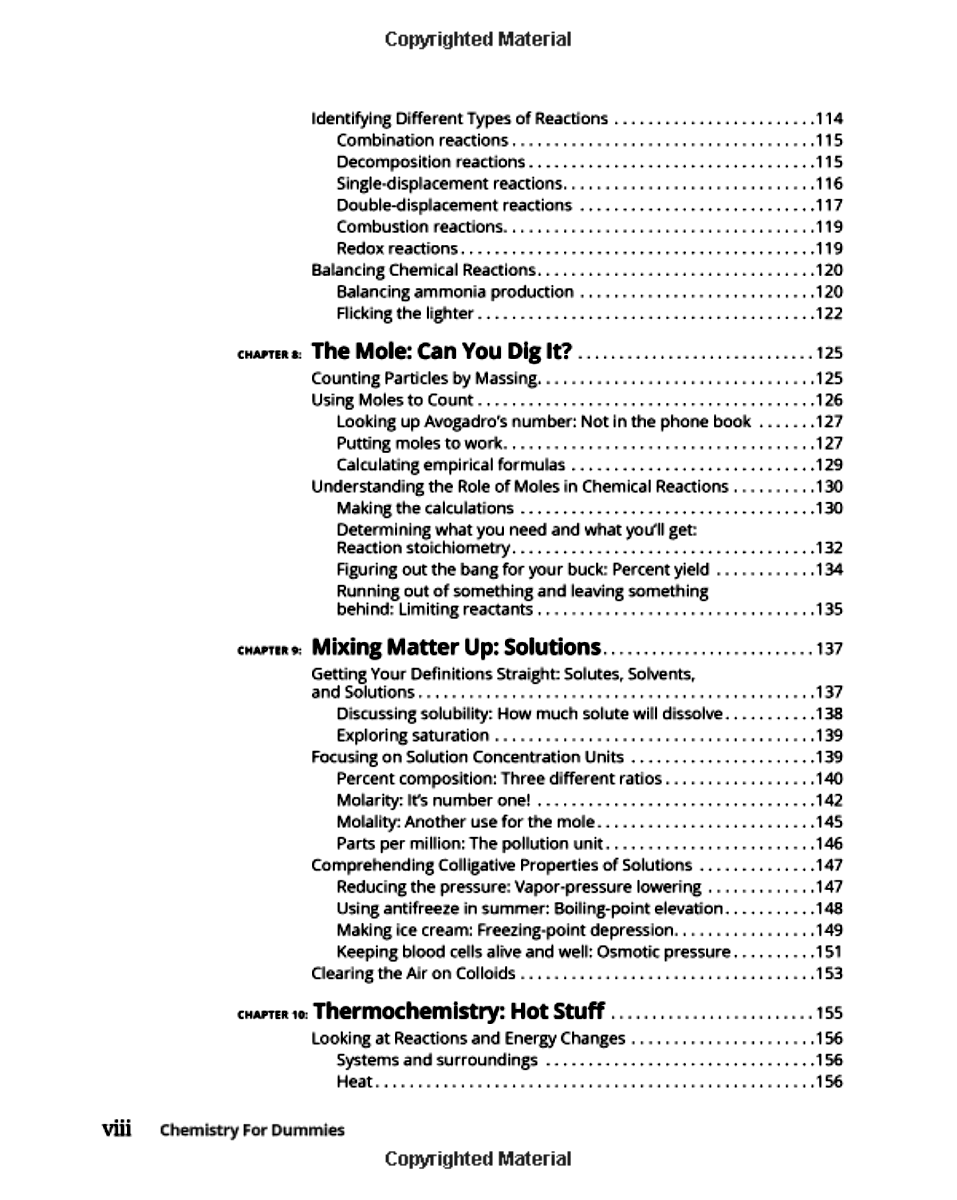 Copyrighted Material
Identifying Different Types of Reactions . . . . . . . . . . . . . . . . . . . . . . . .114
Combination reactions . . . . . . . . . . . . . . . . . . . . . . . . . . . . . . . . . . . .115
Decomposition reactions . . . . . . . . . . . . . . . . . . . . . . . . . . . . . . . . . .115
Single-displacement reactions. . . . . . . . . . . . . . . . . . . . . . . . . . . . . .116
Double-displacement reactions . . . . . . . . . . . . . . . . . . . . . . . . . . . .117
Combustion reactions. . . . . . . . . . . . . . . . . . . . . . . . . . . . . . . . . . . . .119
Redox reactions . . . . . . . . . . . . . . . . . . . . . . . . . . . . . . . . . . . . . . . . . .119
Balancing Chemical Reactions. . . . . . . . . . . . . . . . . . . . . . . . . . . . . . . . .120
Balancing ammonia production . . . . . . . . . . . . . . . . . . . . . . . . . . . .120
Flicking the lighter . . . . . . . . . . . . . . . . . . . . . . . . . . . . . . . . . . . . . . . .122
CHAPTER 8: The Mole: Can You Dig It? . . . . . . . . . . . . . . . . . . . . . . . . . . . . . 125
Counting Particles by Massing. . . . . . . . . . . . . . . . . . . . . . . . . . . . . . . . .125
Using Moles to Count . . . . . . . . . . . . . . . . . . . . . . . . . . . . . . . . . . . . . . . .126
Looking up Avogadro's number: Not in the phone book . . . . . . .127
Putting moles to work. . . . . . . . . . . . . . . . . . . . . . . . . . . . . . . . . . . . .127
Calculating empirical formulas . . . . . . . . . . . . . . . . . . . . . . . . . . . . .129
Understanding the Role of Moles in Chemical Reactions . . . . . . . . . .130
Making the calculations . . . . . . . . . . . . . . . . . . . . . . . . . . . . . . . . . . .130
Determining what you need and what you'll get:
Reaction stoichiometry. . . . . . . . . . . . . . . . . . . . . . . . . . . . . . . . . . . .132
Figuring out the bang for your buck: Percent yield . . . . . . . . . . . .134
Running out of something and leaving something
behind: Limiting reactants . . . . . . . . . . . . . . . . . . . . . . . . . . . . . . . . .135
CHAPTER 9: Mixing Matter Up: Solutions. . . . . . . . . . . . . . . . . . . . . . . . . . 137
Getting Your Definitions Straight: Solutes, Solvents,
and Solutions . . . . . . . . . . . . . . . . . . . . . . . . . . . . . . . . . . . . . . . . . . . . . . .137
Discussing solubility: How much solute will dissolve. . . . . . . . . . .138
Exploring saturation . . . . . . . . . . . . . . . . . . . . . . . . . . . . . . . . . . . . . .139
Focusing on Solution Concentration Units . . . . . . . . . . . . . . . . . . . . . .139
Percent composition: Three different ratios . . . . . . . . . . . . . . . . . .140
Molarity: It's number one! . . . . . . . . . . . . . . . . . . . . . . . . . . . . . . . . .142
Molality: Another use for the mole. . . . . . . . . . . . . . . . . . . . . . . . . .145
Parts per million: The pollution unit. . . . . . . . . . . . . . . . . . . . . . . . .146
Comprehending Colligative Properties of Solutions . . . . . . . . . . . . . .147
Reducing the pressure: Vapor-pressure lowering . . . . . . . . . . . . .147
Using antifreeze in summer: Boiling-point elevation. . . . . . . . . . .148
Making ice cream: Freezing-point depression. . . . . . . . . . . . . . . . .149
Keeping blood cells alive and well: Osmotic pressure . . . . . . . . . .151
Clearing the Air on Colloids . . . . . . . . . . . . . . . . . . . . . . . . . . . . . . . . . . .153
CHAPTER 10: Thermochemistry: Hot Stuff . . . . . . . . . . . . . . . . . . . . . . . . . 155
Looking at Reactions and Energy Changes . . . . . . . . . . . . . . . . . . . . . .156
Systems and surroundings . . . . . . . . . . . . . . . . . . . . . . . . . . . . . . . .156
Heat. . . . . . . . . . . . . . . . . . . . . . . . . . . . . . . . . . . . . . . . . . . . . . . . . . . .156
viii Chemistry For Dummies
Copyrighted Material